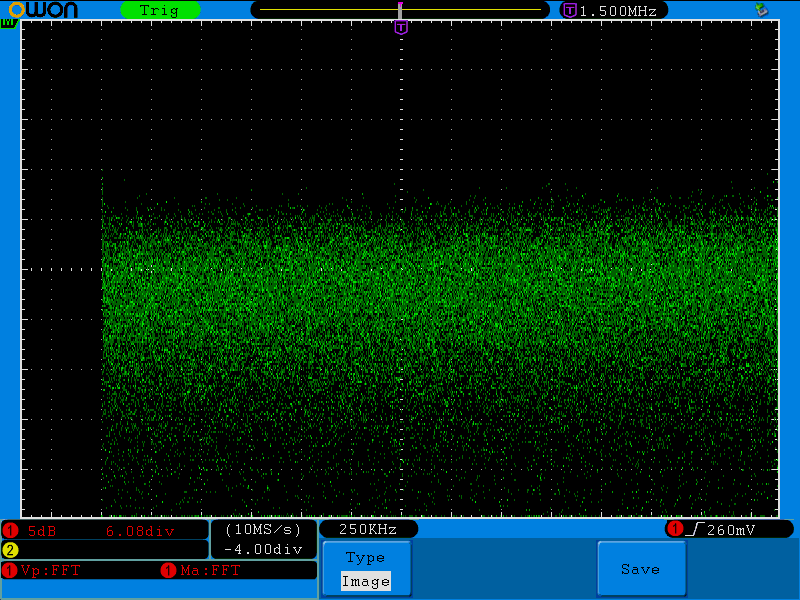 OWON Trig T 1.500MHz
T
M
1 5dB 6.08div (10MS/s) 250KHz 1 260mV
2 -4.00div
1 Vp:FFT 1 Ma:FFT
Type
Image
Save